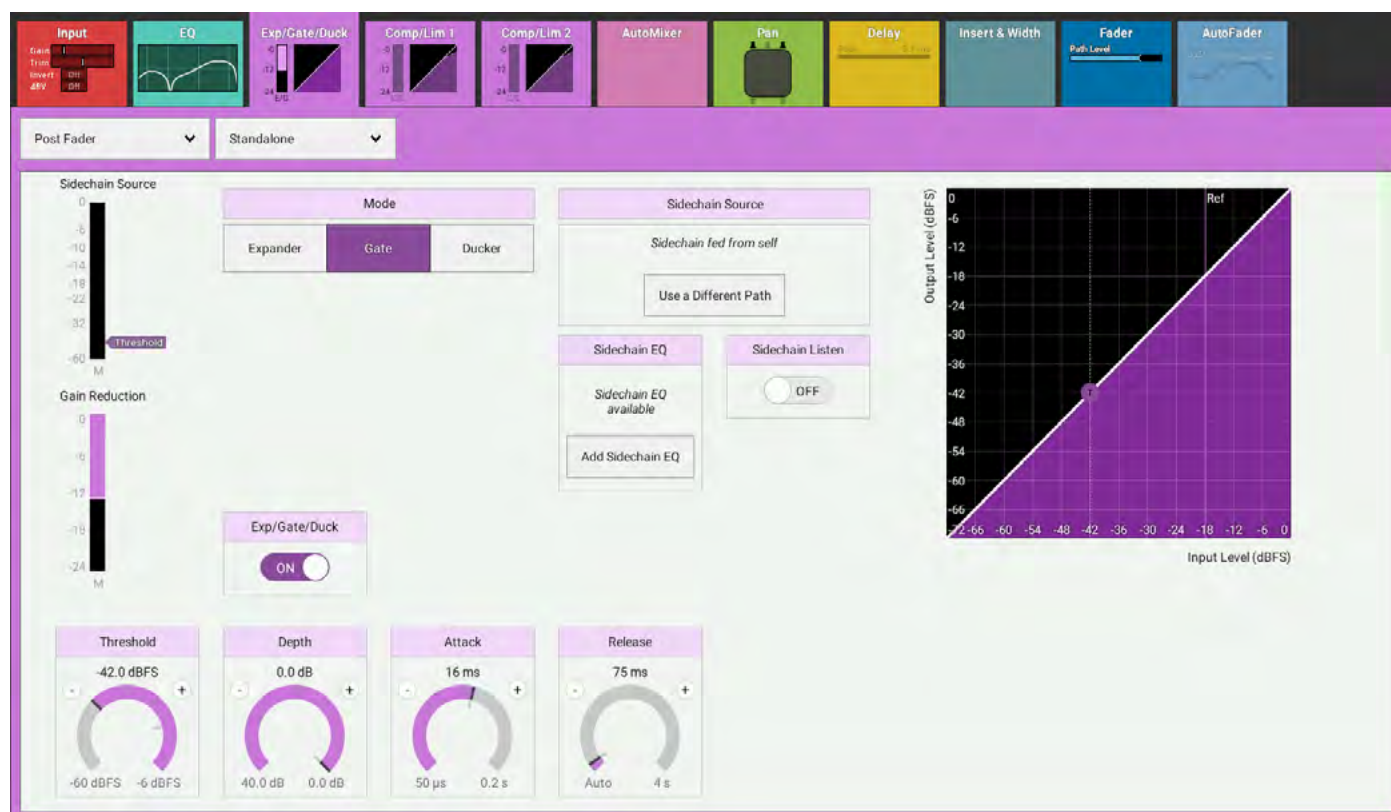 Input
EQ
Exp/Gate/Duck
Comp/Lim 1
Comp/Lim 2
AutoMixer
Pan
Delay
Insert & Width
Fader
AutoFader
Gain
Trim
Invert Off
48V Off
-12
-24
E/G
-12
-24
-12
-24
Path Level
Post Fader
Standalone
Sidechain Source
0
-6
-10
-14
-18
-22
-32
Threshold
-60
M
Gain Reduction
0
-6
-12
-18
-24
M
Mode
Expander
Gate
Ducker
Exp/Gate/Duck
ON
Sidechain Source
Sidechain fed from self
Use a Different Path
Sidechain EQ
Sidechain EQ
available
Add Sidechain EQ
Sidechain Listen
OFF
Output Level (dBFS)
0
Ref
-6
-12
-18
-24
-30
-36
-42
T
-48
-54
-60
-66
-72 -66 -60 -54 -48 -42 -36 -30 -24 -18 -12 -6 0
Input Level (dBFS)
Threshold
-42.0 dBFS
- +
-60 dBFS -6 dBFS
Depth
0.0 dB
- +
40.0 dB 0.0 dB
Attack
16 ms
- +
50 µs 0.2 s
Release
75 ms
- +
Auto 4 s